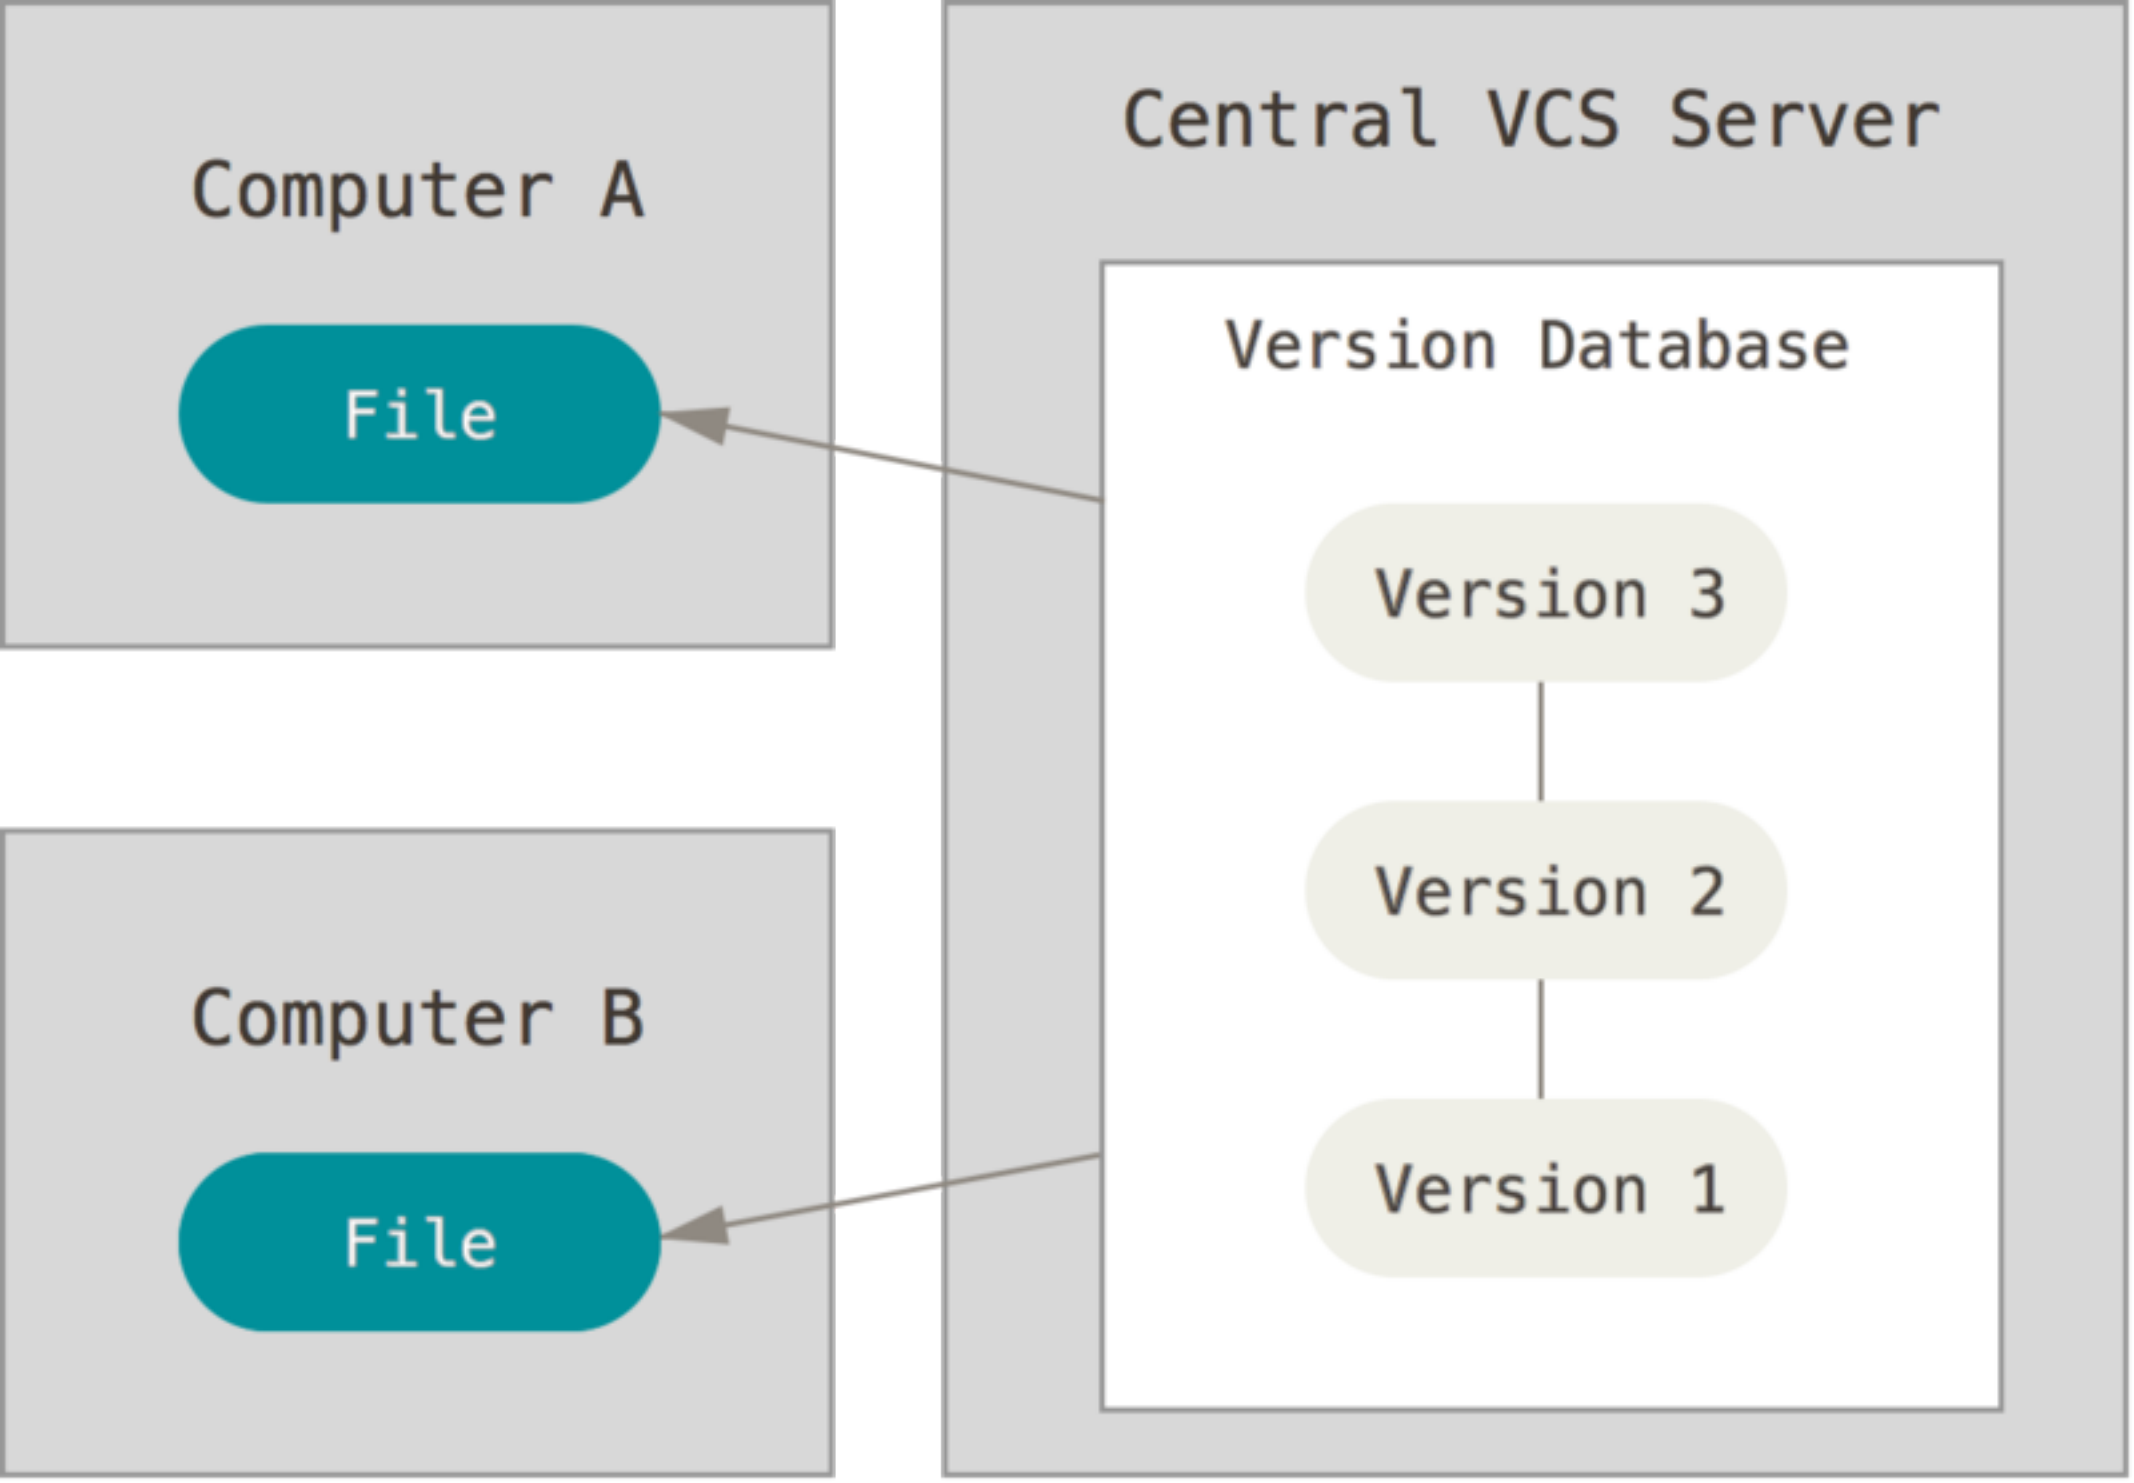 Computer A
File
Computer B
File
Central VCS Server
Version Database
Version 3
Version 2
Version 1